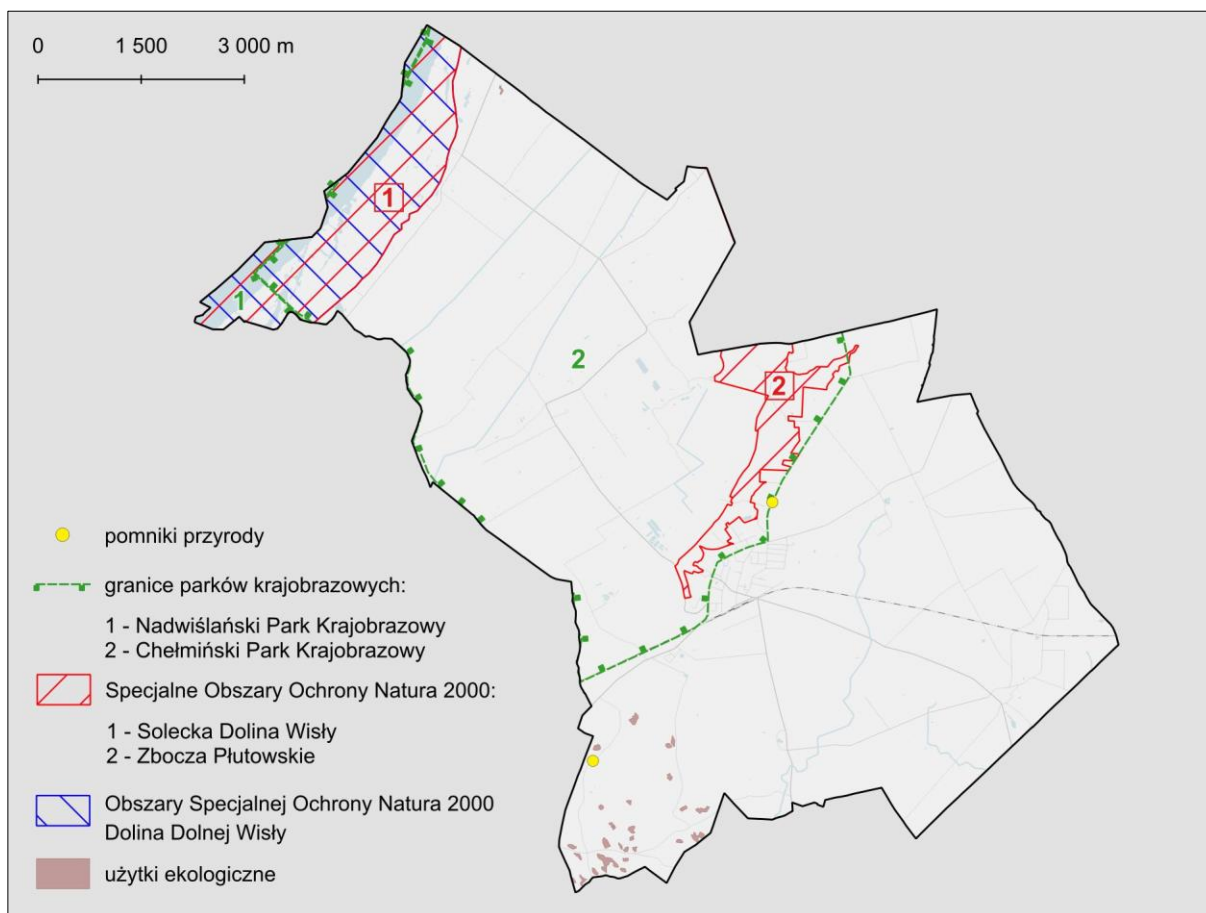 0 1 500 3 000 m
1
1
2
2
pomniki przyrody
granice parków krajobrazowych:
1 - Nadwiślański Park Krajobrazowy
2 - Chełmiński Park Krajobrazowy
Specjalne Obszary Ochrony Natura 2000:
1 - Solecka Dolina Wisły
2 - Zbocza Płutowskie
Obszary Specjalnej Ochrony Natura 2000
Dolina Dolnej Wisły
użytki ekologiczne